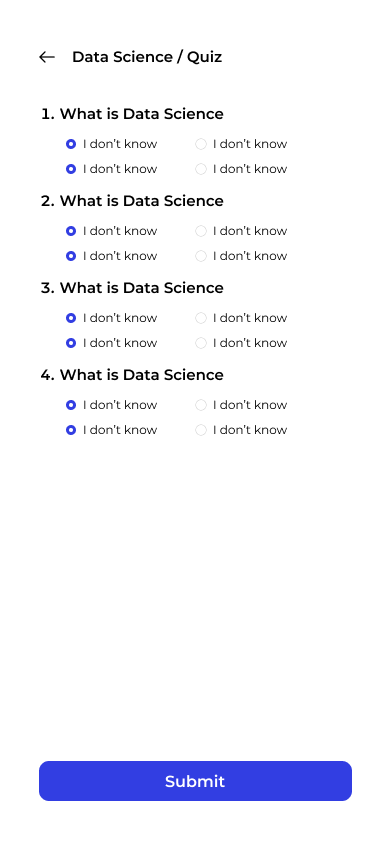 Data Science / Quiz
1. What is Data Science
I don’t know I don’t know
I don’t know I don’t know
2. What is Data Science
I don’t know I don’t know
I don’t know I don’t know
3. What is Data Science
I don’t know I don’t know
I don’t know I don’t know
4. What is Data Science
I don’t know I don’t know
I don’t know I don’t know
Submit